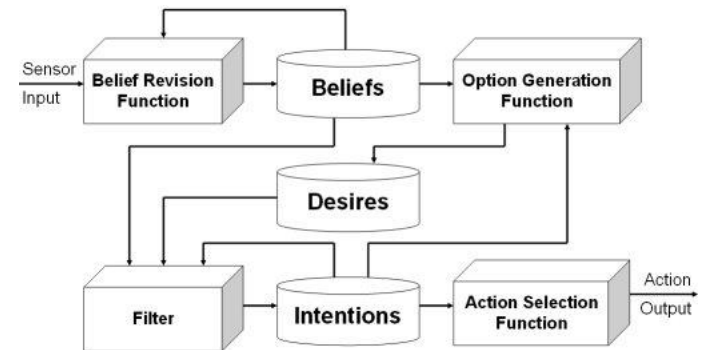 Sensor
Input
Belief Revision
Function
Beliefs
Option Generation
Function
Desires
Filter
Intentions
Action Selection
Function
Action
Output